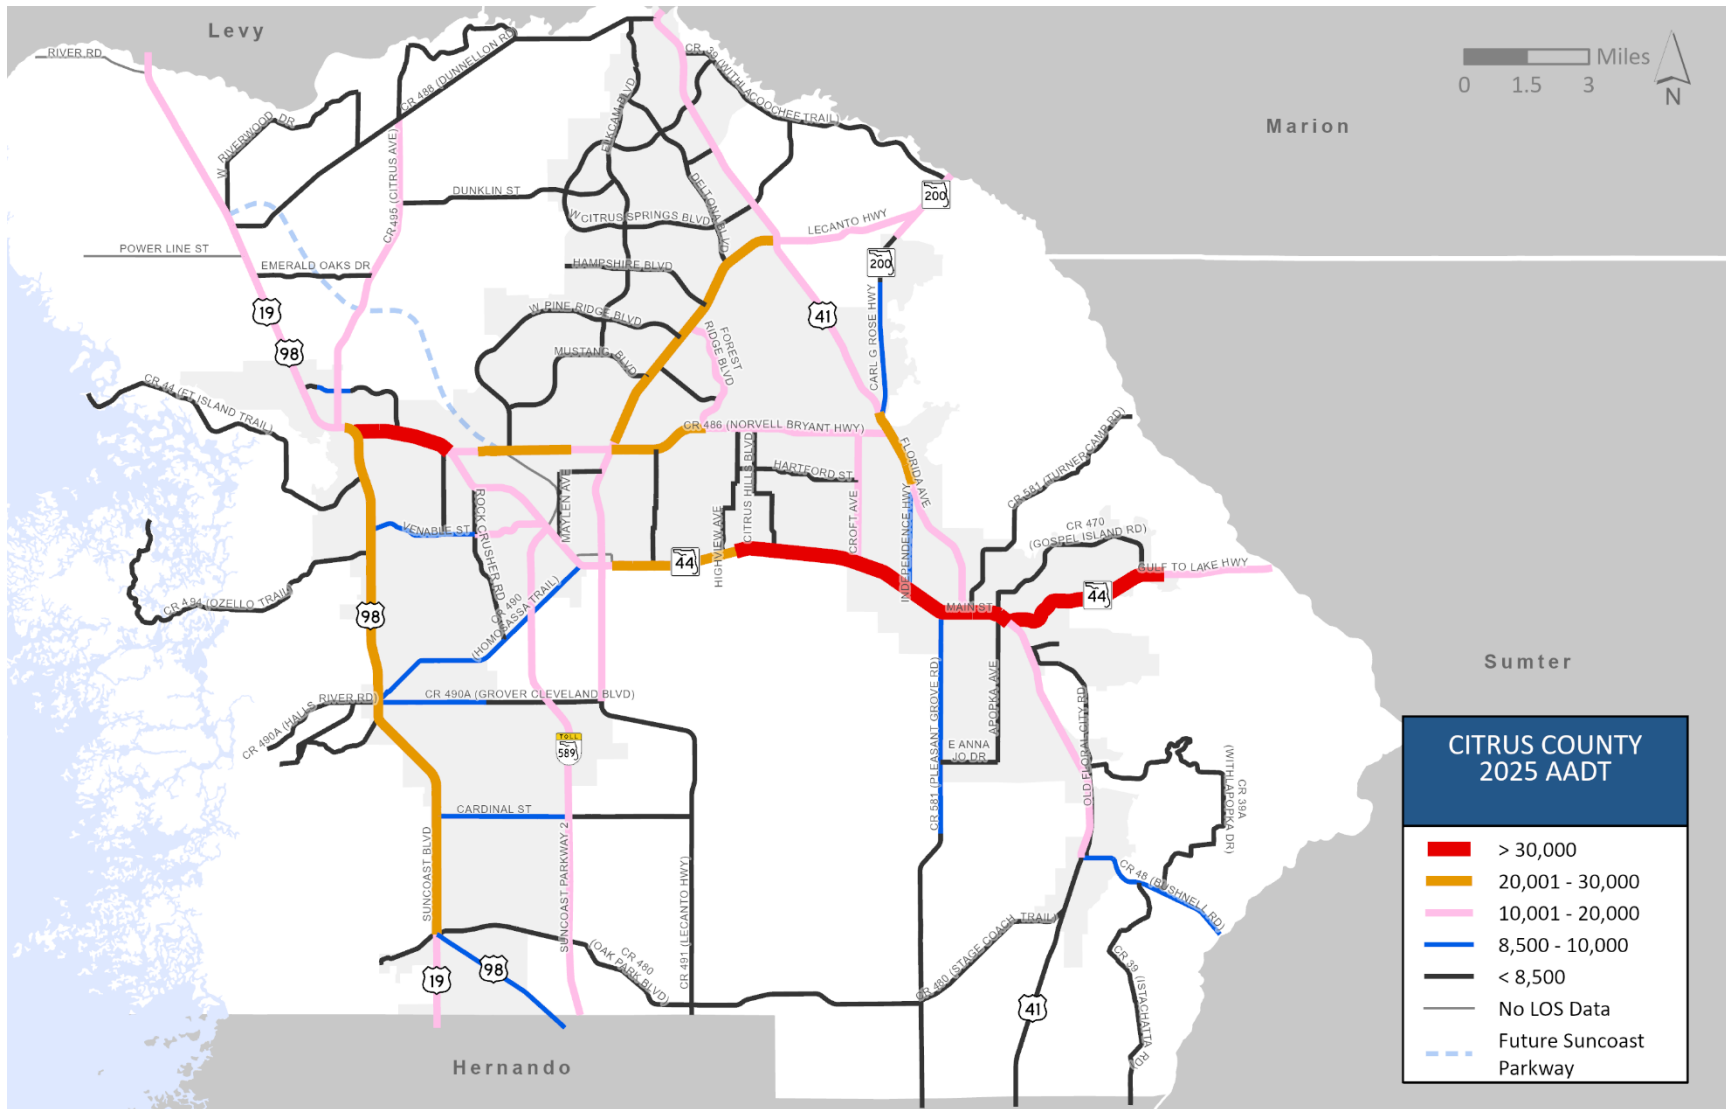 Levy
RIVER RD
CR 488 (DUNNELLON RD)
CR 39 (WITHLACOOCHEE TRAIL)
Miles
0 1.5 3
N
Marion
W RIVERWOOD DR
ELKCAM BLVD
CR 495 (CITRUS AVE)
DUNKLIN ST
DELTONA BLVD
200
W CITRUS SPRINGS BLVD
LECANTO HWY
POWER LINE ST
EMERALD OAKS DR
HAMPSHIRE BLVD
200
19
W PINE RIDGE BLVD
41
98
FOREST
RIDGE BLVD
MUSTANG BLVD
CARL G ROSE HWY
CR 44 (FT ISLAND TRAIL)
CR 486 (NORVELL BRYANT HWY)
FLORIDA AVE
CR 581 (TURNER CAMP RD)
HARTFORD ST
CITRUS HILLS BLVD
MAYLEN AVE
ROCK CRUSHER RD
VENABLE ST
HIGHVIEW AVE
CROFT AVE
INDEPENDENCE HWY
CR 470
(GOSPEL ISLAND RD)
44
GULF TO LAKE HWY
44
CR 494 (OZELLO TRAIL)
98
CR 490
(HOMOSASSA TRAIL)
MAIN ST
Sumter
CR 490A (HALLS RIVER RD)
CR 490A (GROVER CLEVELAND BLVD)
CR 581 (PLEASANT GROVE RD)
APOPKA AVE
OLD FLORAL CITY RD
TOLL
589
E ANNA
JO DR
CR 39A
(WITHLAPOPKA DR)
CARDINAL ST
SUNCOAST BLVD
SUNCOAST PARKWAY 2
CR 491 (LECANTO HWY)
CR 48 (BUSHNELL RD)
CR 480 (STAGE COACH TRAIL)
CR 480
(OAK PARK BLVD)
98
19
41
CR 39 (ISTACHATTA RD)
Hernando
CITRUS COUNTY
2025 AADT
> 30,000
20,001 - 30,000
10,001 - 20,000
8,500 - 10,000
< 8,500
No LOS Data
Future Suncoast
Parkway